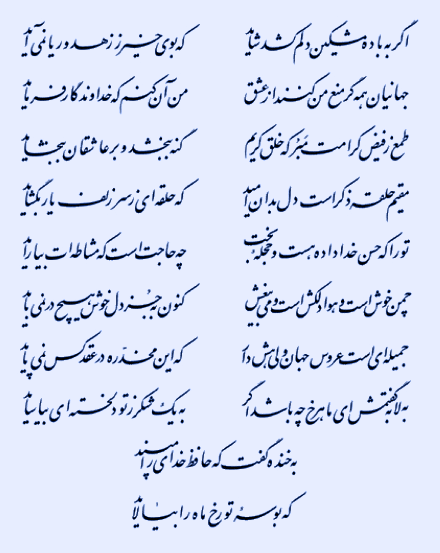 اگر به باده مشکین دلم کشد شاید که بوی خیر ز زهد و ریا نمی‌آید
جهانیان همه گر منع من کنند از عشق من آن کنم که خداوندگار فرماید
طمع ز فیض کرامت مبر که خلق کریم گنه ببخشد و بر عاشقان ببخشاید
مقیم حلقه ذکر است دل بدان امید که حلقه‌ای ز سر زلف یار بگشاید
تو را که حسن خداداده هست و حجله بخت چه حاجت است که مشاطه‌ات بیاراید
چمن خوش است و هوا دلکش است و می بی‌غش کنون بجز دل خوش هیچ در نمی‌باید
جمیله‌ای است عروس جهان ولی هش دار که این مخدره در عقد کس نمی‌پاید
به لابه گفتمش ای ماهرخ چه باشد اگر به یک شکر ز تو دلخسته‌ای بیاساید
به خنده گفت که حافظ خدای را مپسند
که بوسه تو رخ ماه را بیالاید